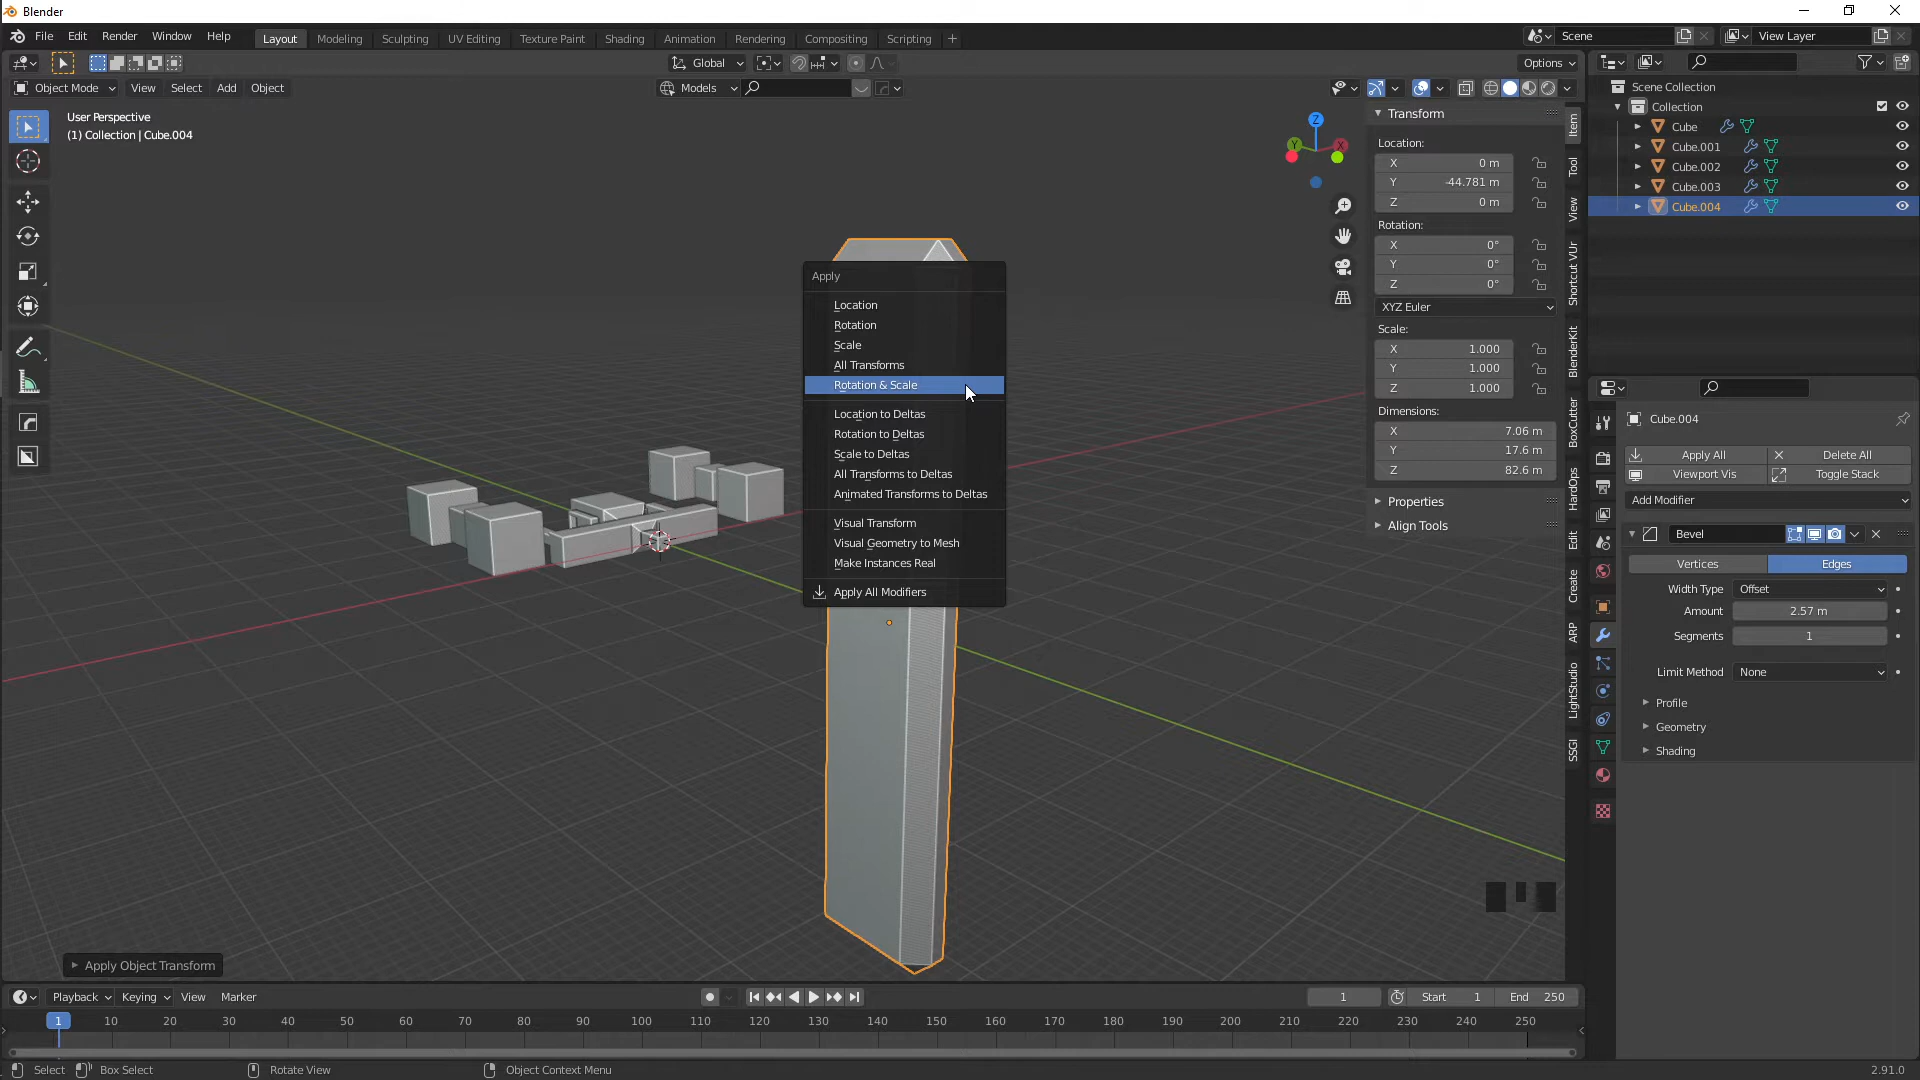 Blender
File Edit Render Window Help
Layout Modeling Sculpting UV Editing Texture Paint Shading Animation Rendering Compositing Scripting +
Scene
View Layer
Global
Options
Object Mode View Select Add Object
Models
User Perspective
(1) Collection | Cube.004
Z
Y
X
Transform
Location:
X 0 m
Y -44.781 m
Z 0 m
Rotation:
X 0°
Y 0°
Z 0°
XYZ Euler
Scale:
X 1.000
Y 1.000
Z 1.000
Dimensions:
X 7.06 m
Y 17.6 m
Z 82.6 m
Properties
Align Tools
Item
Tool
View
Shortcut VUr
BlenderKit
BoxCutter
HardOps
Edit
Create
ARP
LightStudio
SSGI
Apply
Location
Rotation
Scale
All Transforms
Rotation & Scale
Location to Deltas
Rotation to Deltas
Scale to Deltas
All Transforms to Deltas
Animated Transforms to Deltas
Visual Transform
Visual Geometry to Mesh
Make Instances Real
Apply All Modifiers
Scene Collection
Collection
Cube
Cube.001
Cube.002
Cube.003
Cube.004
Cube.004
Apply All Delete All
Viewport Vis Toggle Stack
Add Modifier
Bevel
Vertices Edges
Width Type Offset
Amount 2.57 m
Segments 1
Limit Method None
Profile
Geometry
Shading
Apply Object Transform
Playback Keying View Marker
1 Start 1 End 250
1 10 20 30 40 50 60 70 80 90 100 110 120 130 140 150 160 170 180 190 200 210 220 230 240 250
Select Box Select Rotate View Object Context Menu 2.91.0